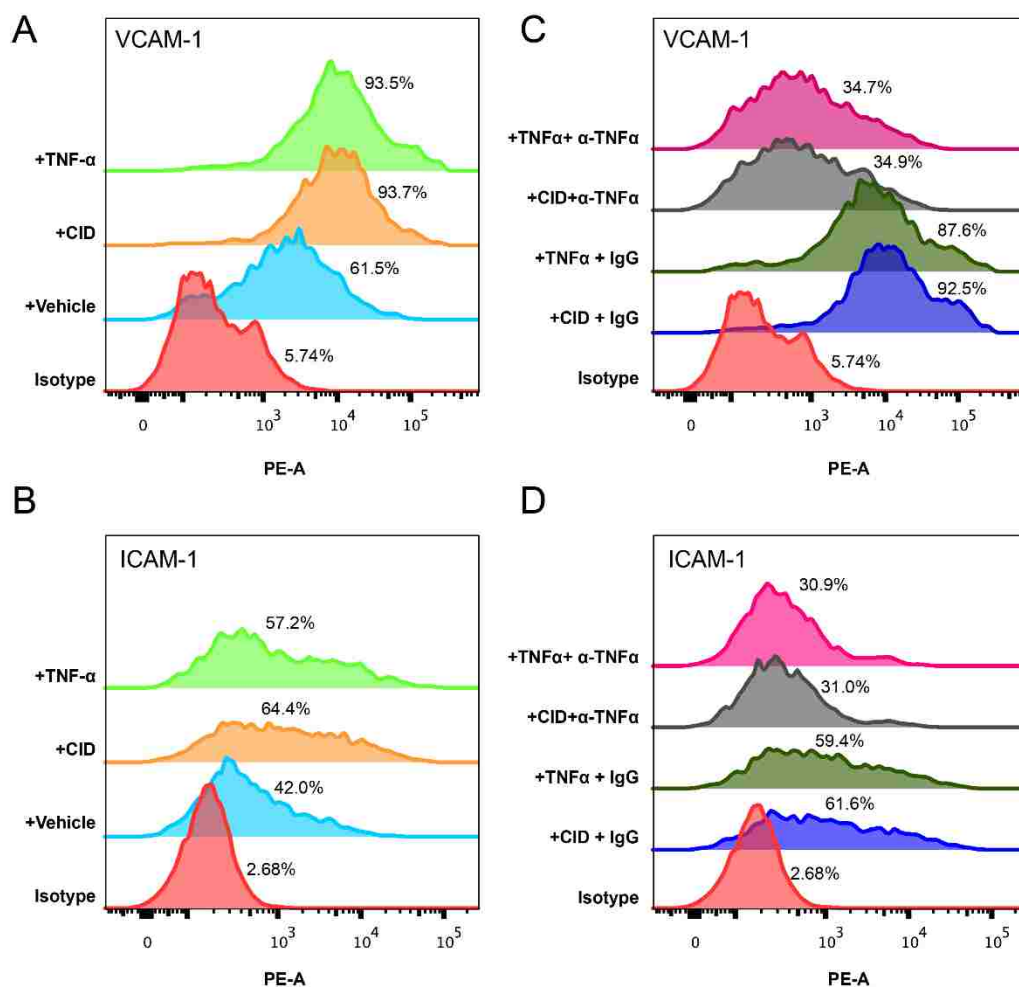 A
VCAM-1
93.5%
+TNF-α
93.7%
+CID
61.5%
+Vehicle
5.74%
Isotype
0 10³ 10⁴ 10⁵
PE-A
C
VCAM-1
34.7%
+TNFα+ α-TNFα
34.9%
+CID+α-TNFα
87.6%
+TNFα + IgG
92.5%
+CID + IgG
5.74%
Isotype
0 10³ 10⁴ 10⁵
PE-A
B
ICAM-1
57.2%
+TNF-α
64.4%
+CID
42.0%
+Vehicle
2.68%
Isotype
0 10³ 10⁴ 10⁵
PE-A
D
ICAM-1
30.9%
+TNFα+ α-TNFα
31.0%
+CID+α-TNFα
59.4%
+TNFα + IgG
61.6%
+CID + IgG
2.68%
Isotype
0 10³ 10⁴ 10⁵
PE-A